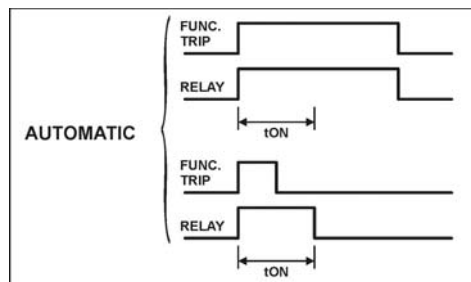 FUNC.
TRIP
RELAY
tON
AUTOMATIC
FUNC.
TRIP
RELAY
tON